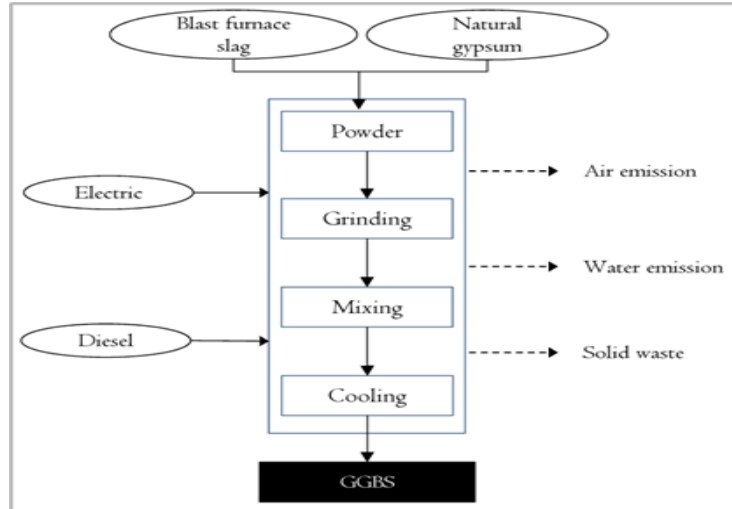 Blast furnace
slag
Natural
gypsum
Powder
Air emission
Electric
Grinding
Water emission
Mixing
Diesel
Solid waste
Cooling
GGBS